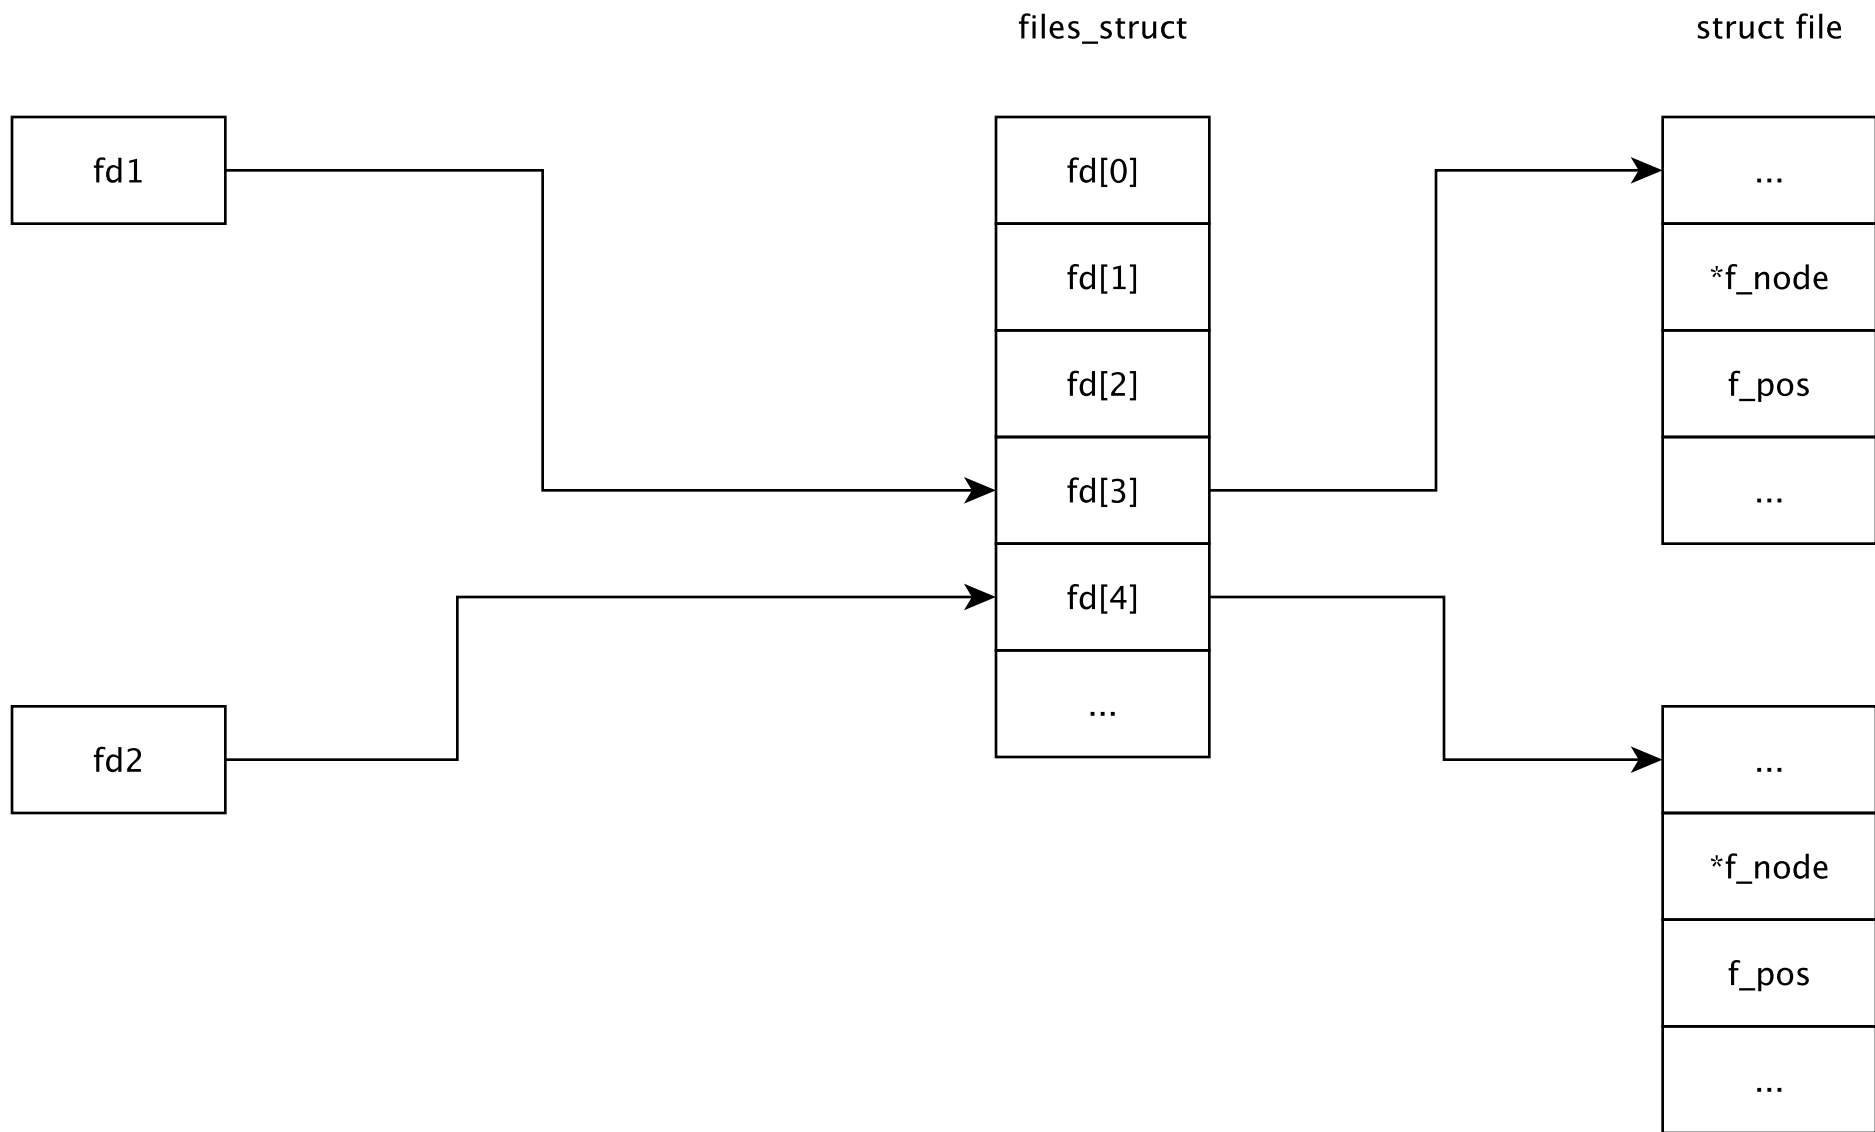 files_struct
struct file
fd1
fd[0]
fd[1]
fd[2]
fd[3]
fd[4]
...
...
*f_node
f_pos
...
fd2
...
*f_node
f_pos
...